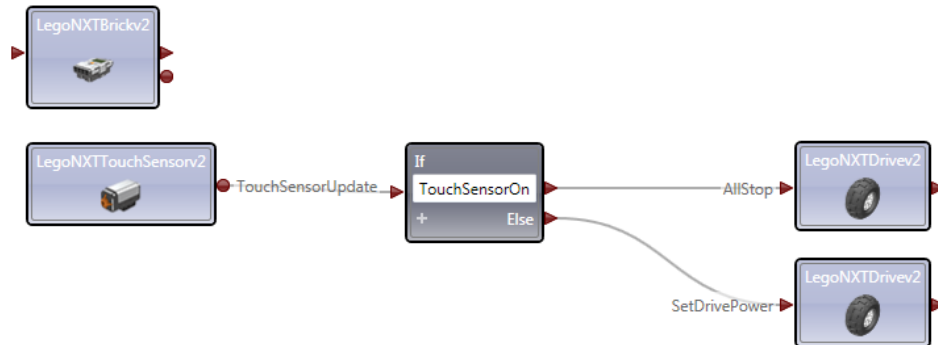 LegoNXTBrickv2
LegoNXTTouchSensorv2
TouchSensorUpdate
If
TouchSensorOn
+ Else
AllStop
LegoNXTDrivev2
SetDrivePower
LegoNXTDrivev2